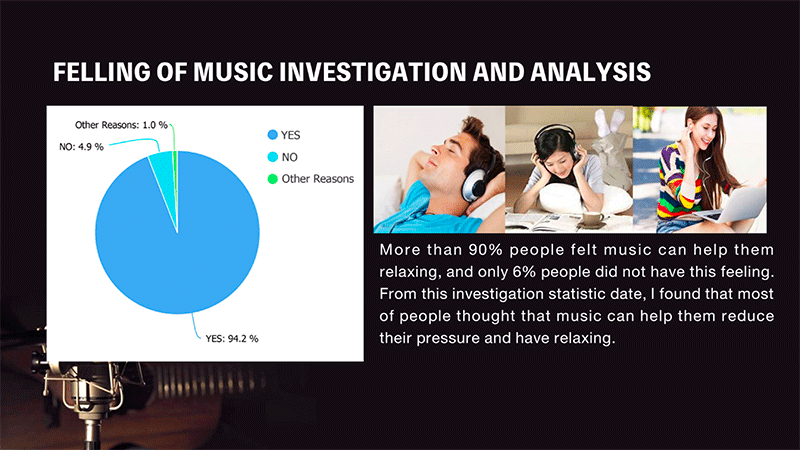 FELLING OF MUSIC INVESTIGATION AND ANALYSIS
Other Reasons: 1.0 %
NO: 4.9 %
YES
NO
Other Reasons
YES: 94.2 %
More than 90% people felt music can help them
relaxing, and only 6% people did not have this feeling.
From this investigation statistic date, I found that most
of people thought that music can help them reduce
their pressure and have relaxing.